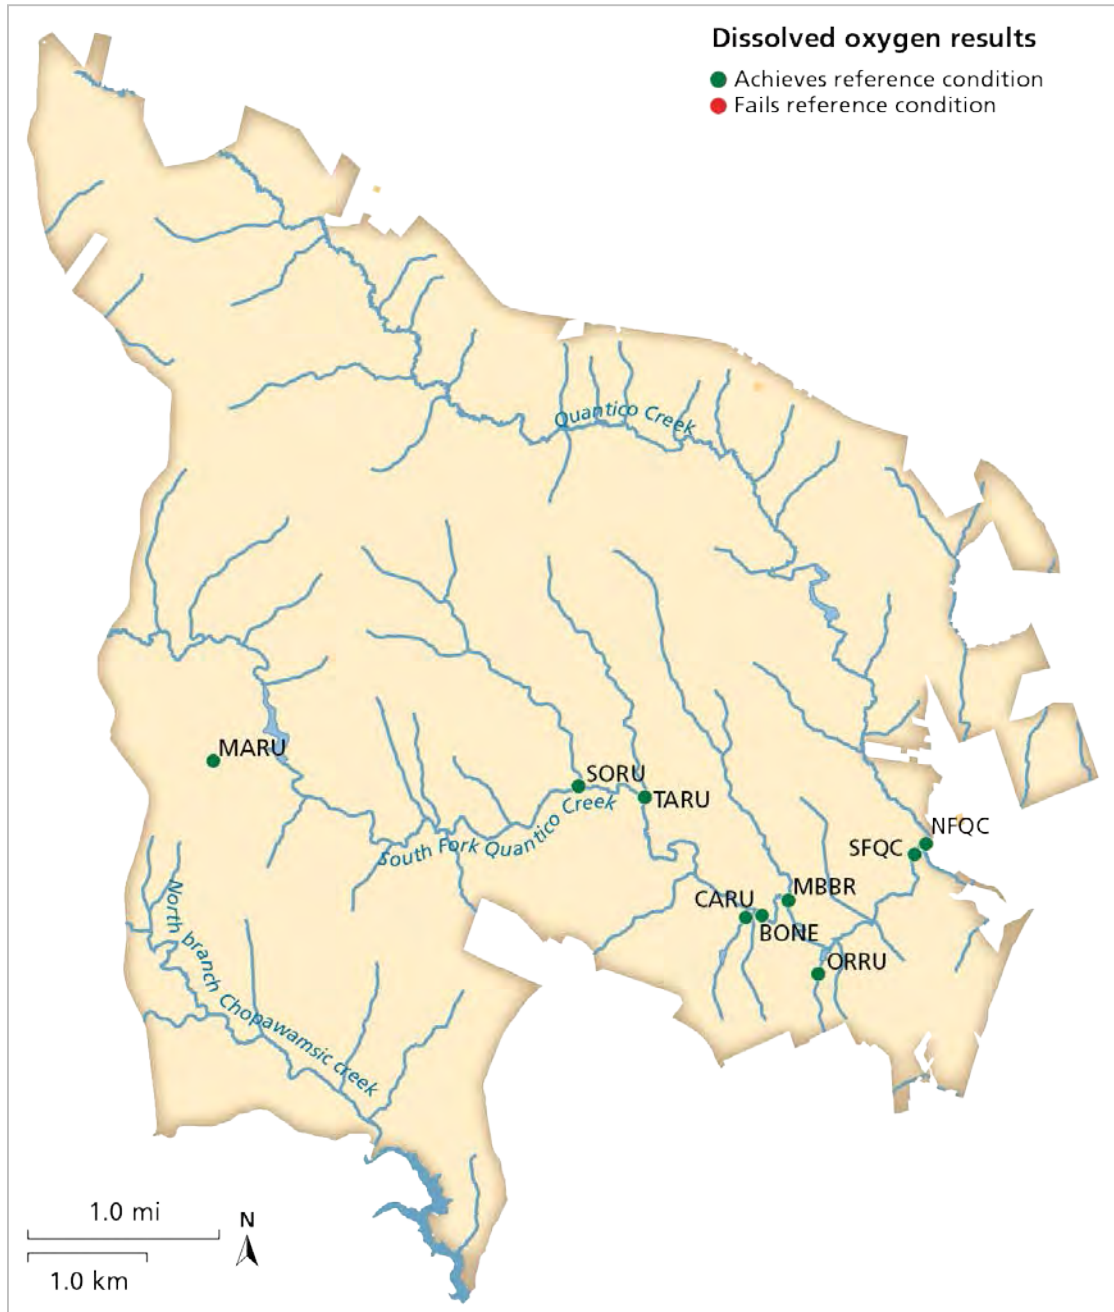 Dissolved oxygen results
Achieves reference condition
Fails reference condition
Quantico Creek
MARU
SORU
TARU
South Fork Quantico Creek
NFQC
SFQC
MBBR
CARU
BONE
ORRU
North branch Chopawamsic creek
1.0 mi
N
1.0 km